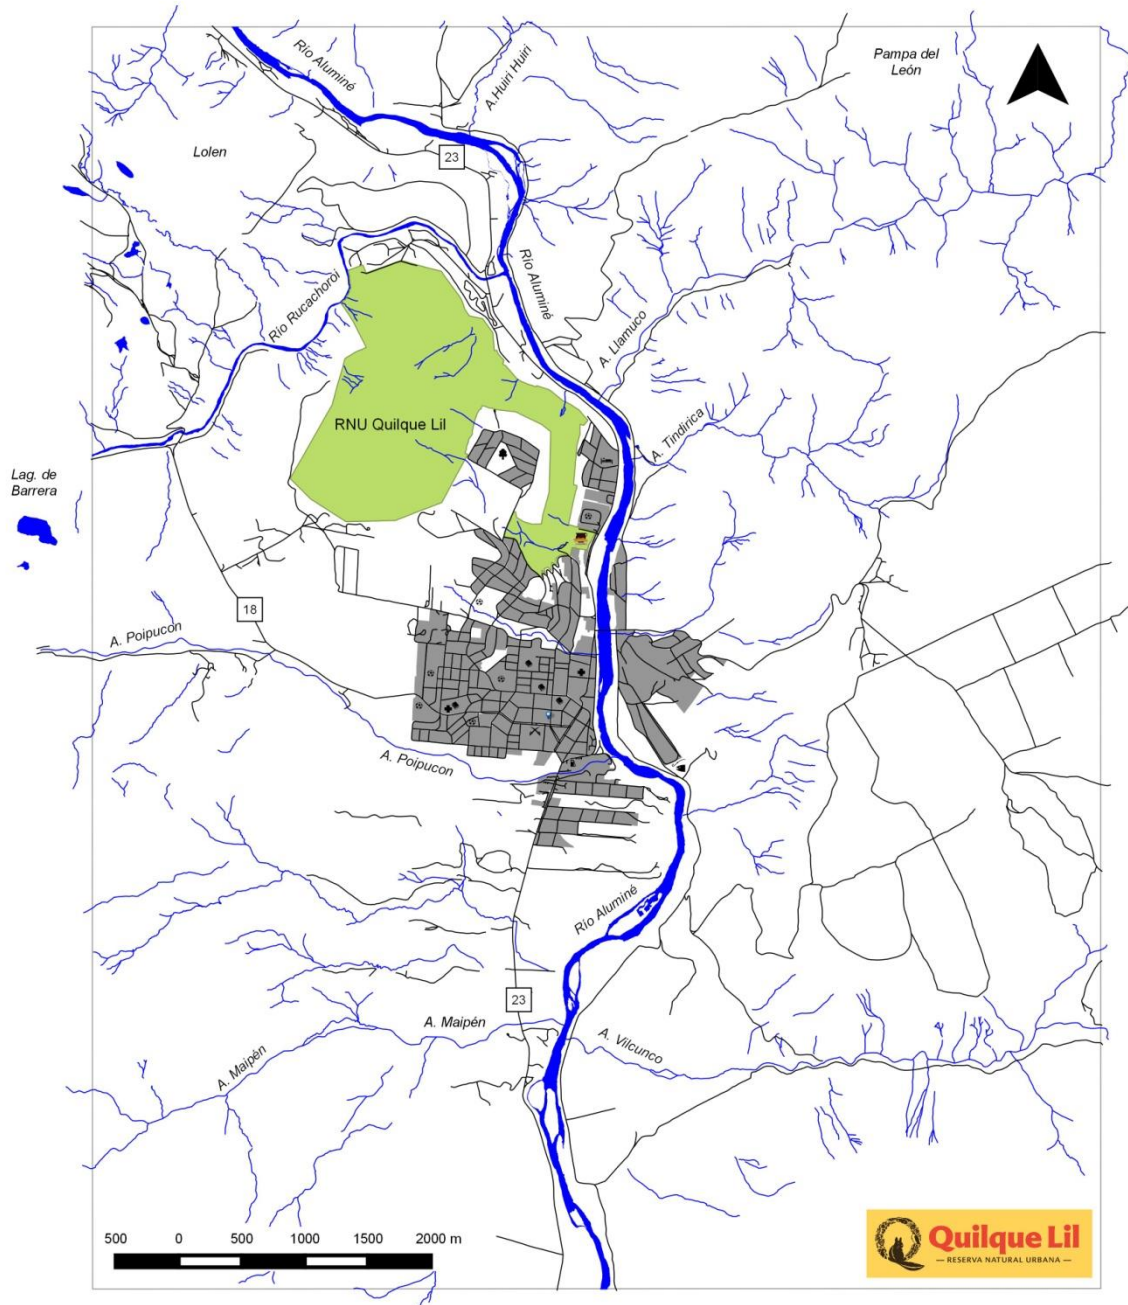 Río Aluminé
A.Huiri Huiri
Pampa del
León
Lolen
23
Río Rucachoroi
Río Aluminé
A. Llamuco
RNU Quilque Lil
A. Tindirica
Lag. de
Barrera
18
A. Poipucon
A. Poipucon
Río Aluminé
23
A. Maipén
A. Vilcunco
A. Maipén
500 0 500 1000 1500 2000 m
Quilque Lil
— RESERVA NATURAL URBANA —